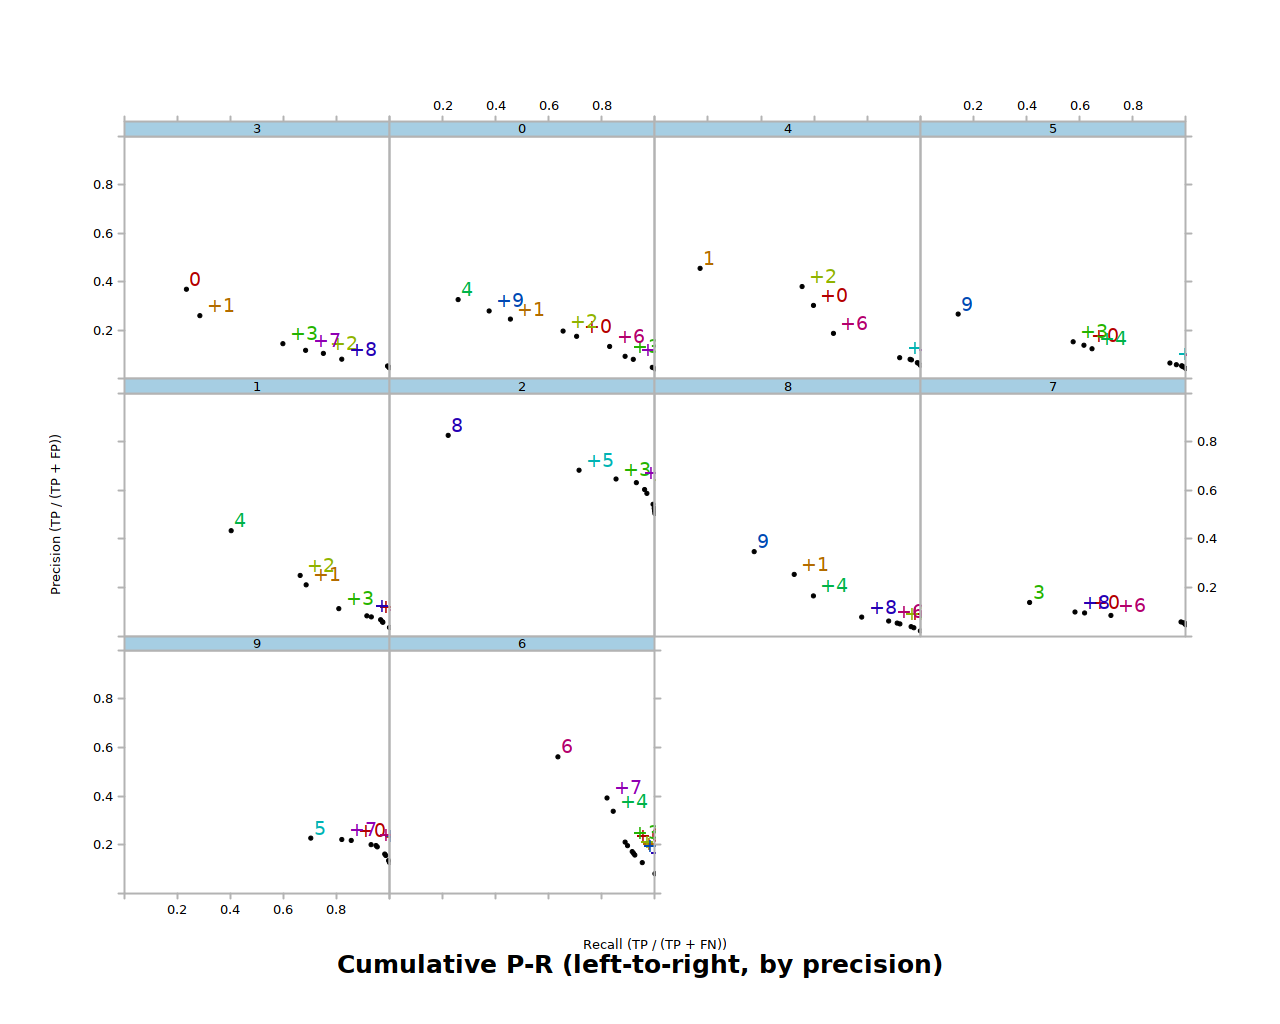 0.2 0.4 0.6 0.8 0.2 0.4 0.6 0.8
3 0 4 5
0.8
0.6
0.4
0.2
0 +1 +3 +7 +2 +8
4 +9 +1 +2 +0 +6
1 +2 +0 +6
9 +3 +0 +4
1 2 8 7
0.8
0.6
0.4
0.2
4 +2 +1 +3
8 +5 +3
9 +1 +4 +8 +6
3 +8 +0 +6
9 6
0.8
0.6
0.4
0.2
5 +7 +0
6 +7 +4
0.2 0.4 0.6 0.8
Precision (TP / (TP + FP))
Recall (TP / (TP + FN))
Cumulative P-R (left-to-right, by precision)